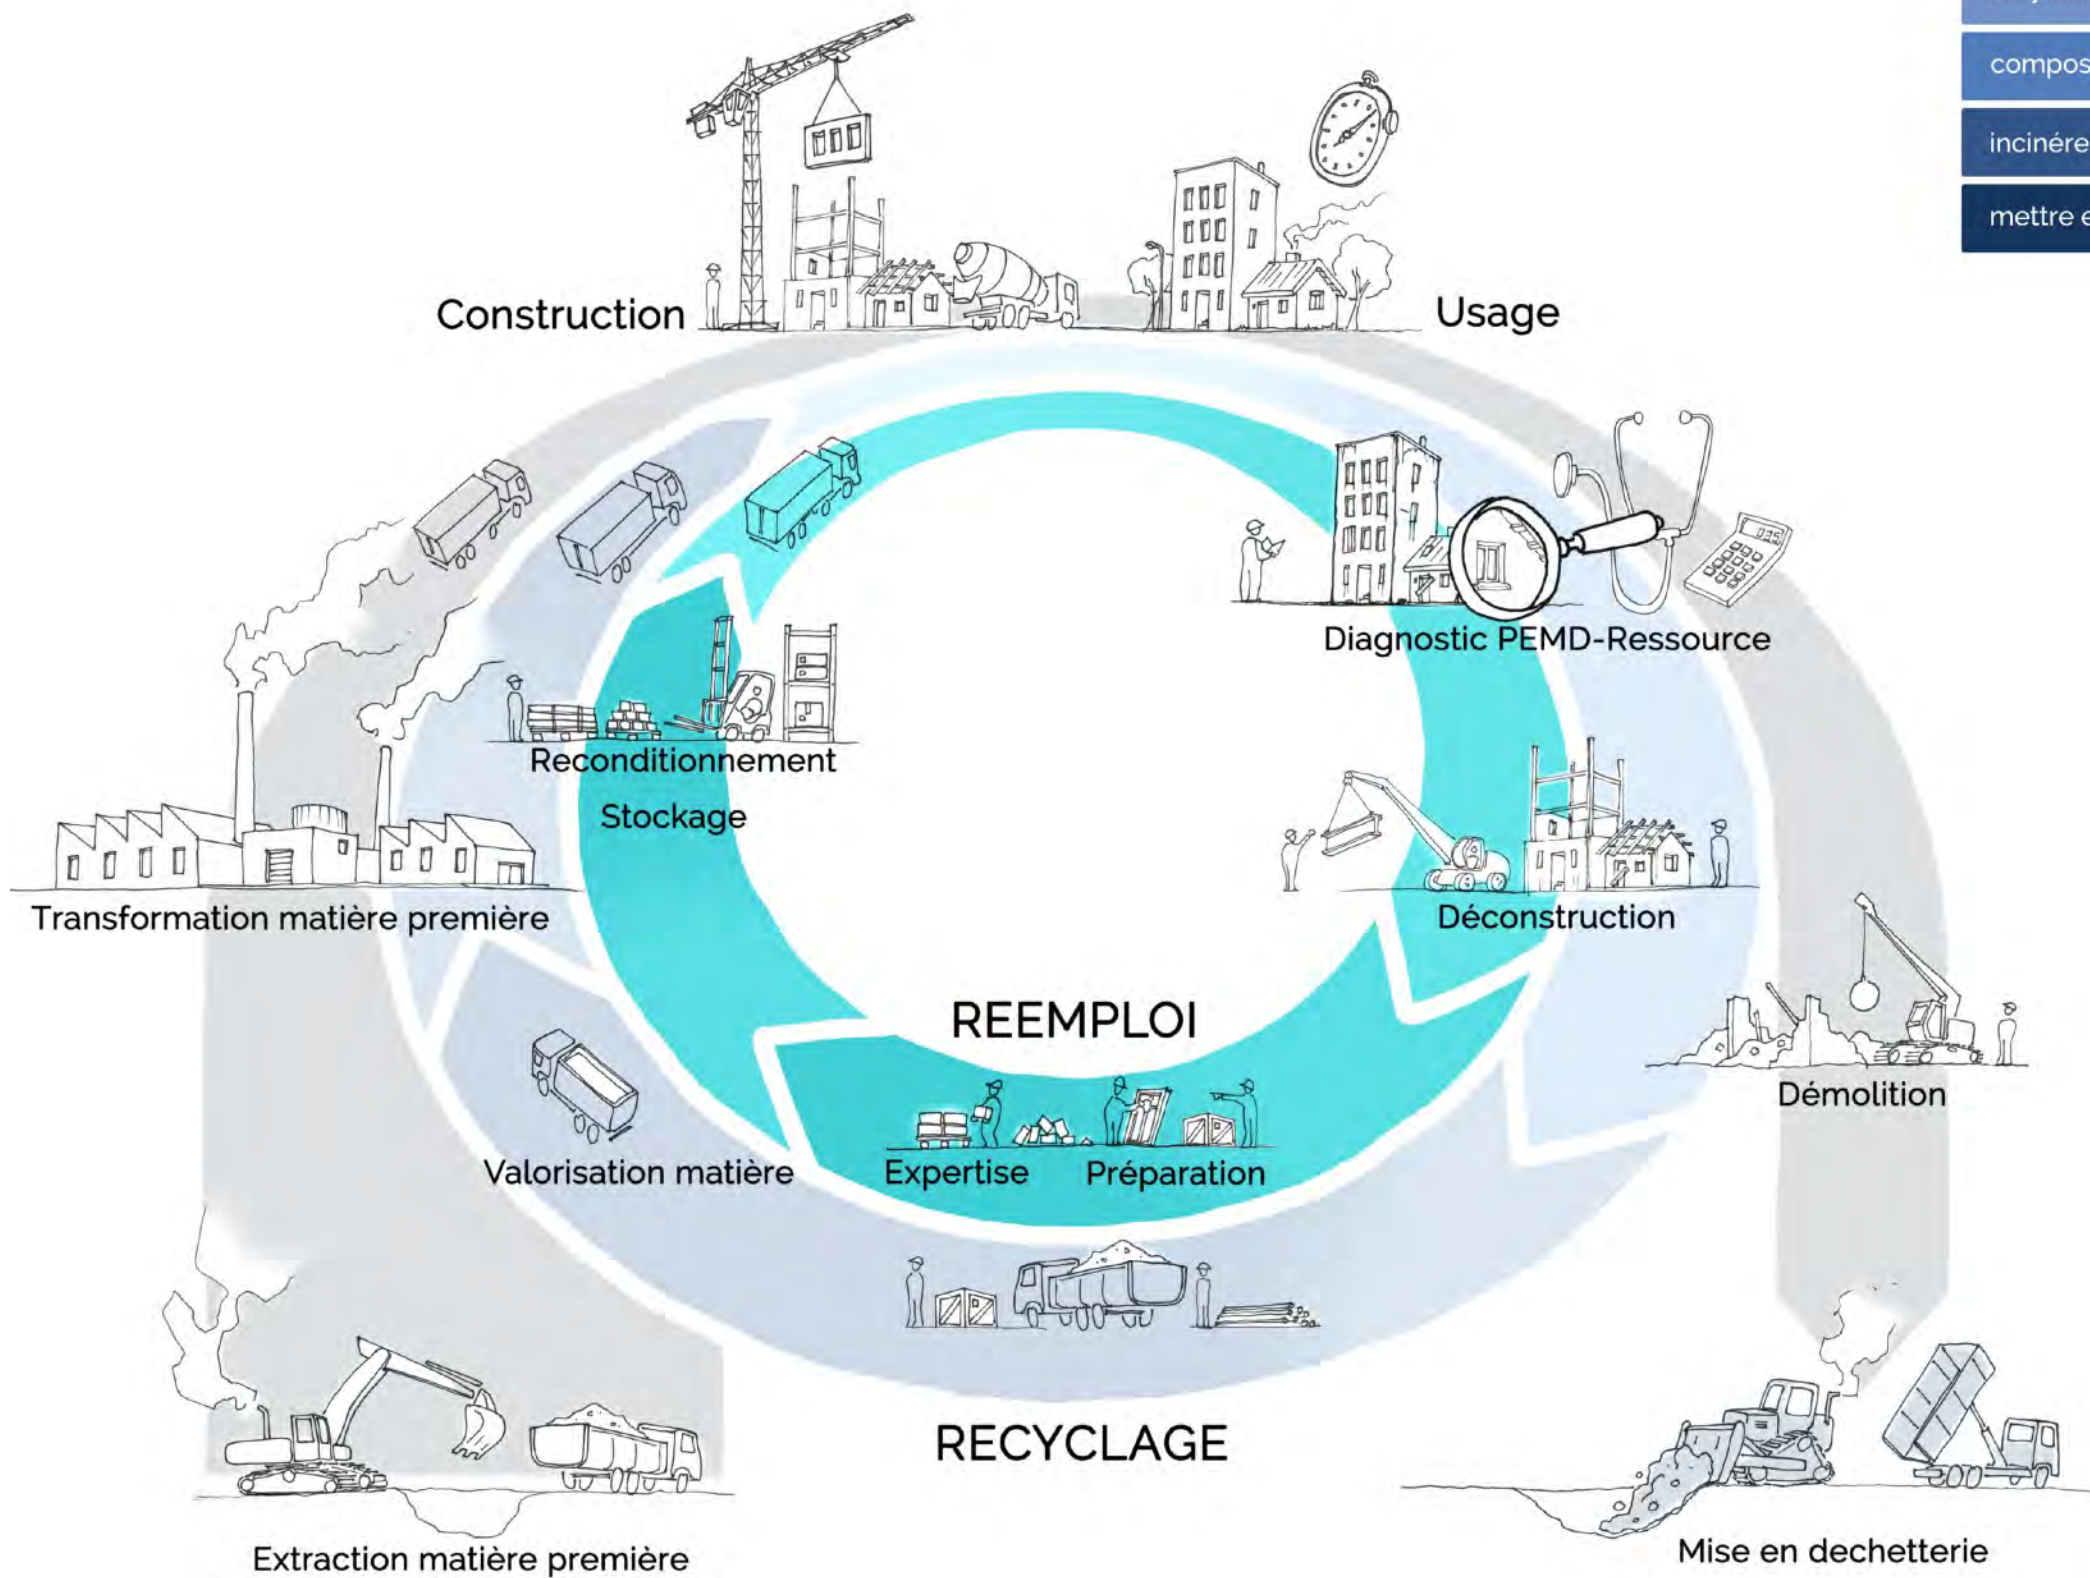 compos
incinére
mettre e
Construction
Usage
Diagnostic PEMD-Ressource
Reconditionnement
Stockage
Transformation matière première
Déconstruction
REEMPLOI
Démolition
Valorisation matière
Expertise
Préparation
RECYCLAGE
Extraction matière première
Mise en dechetterie